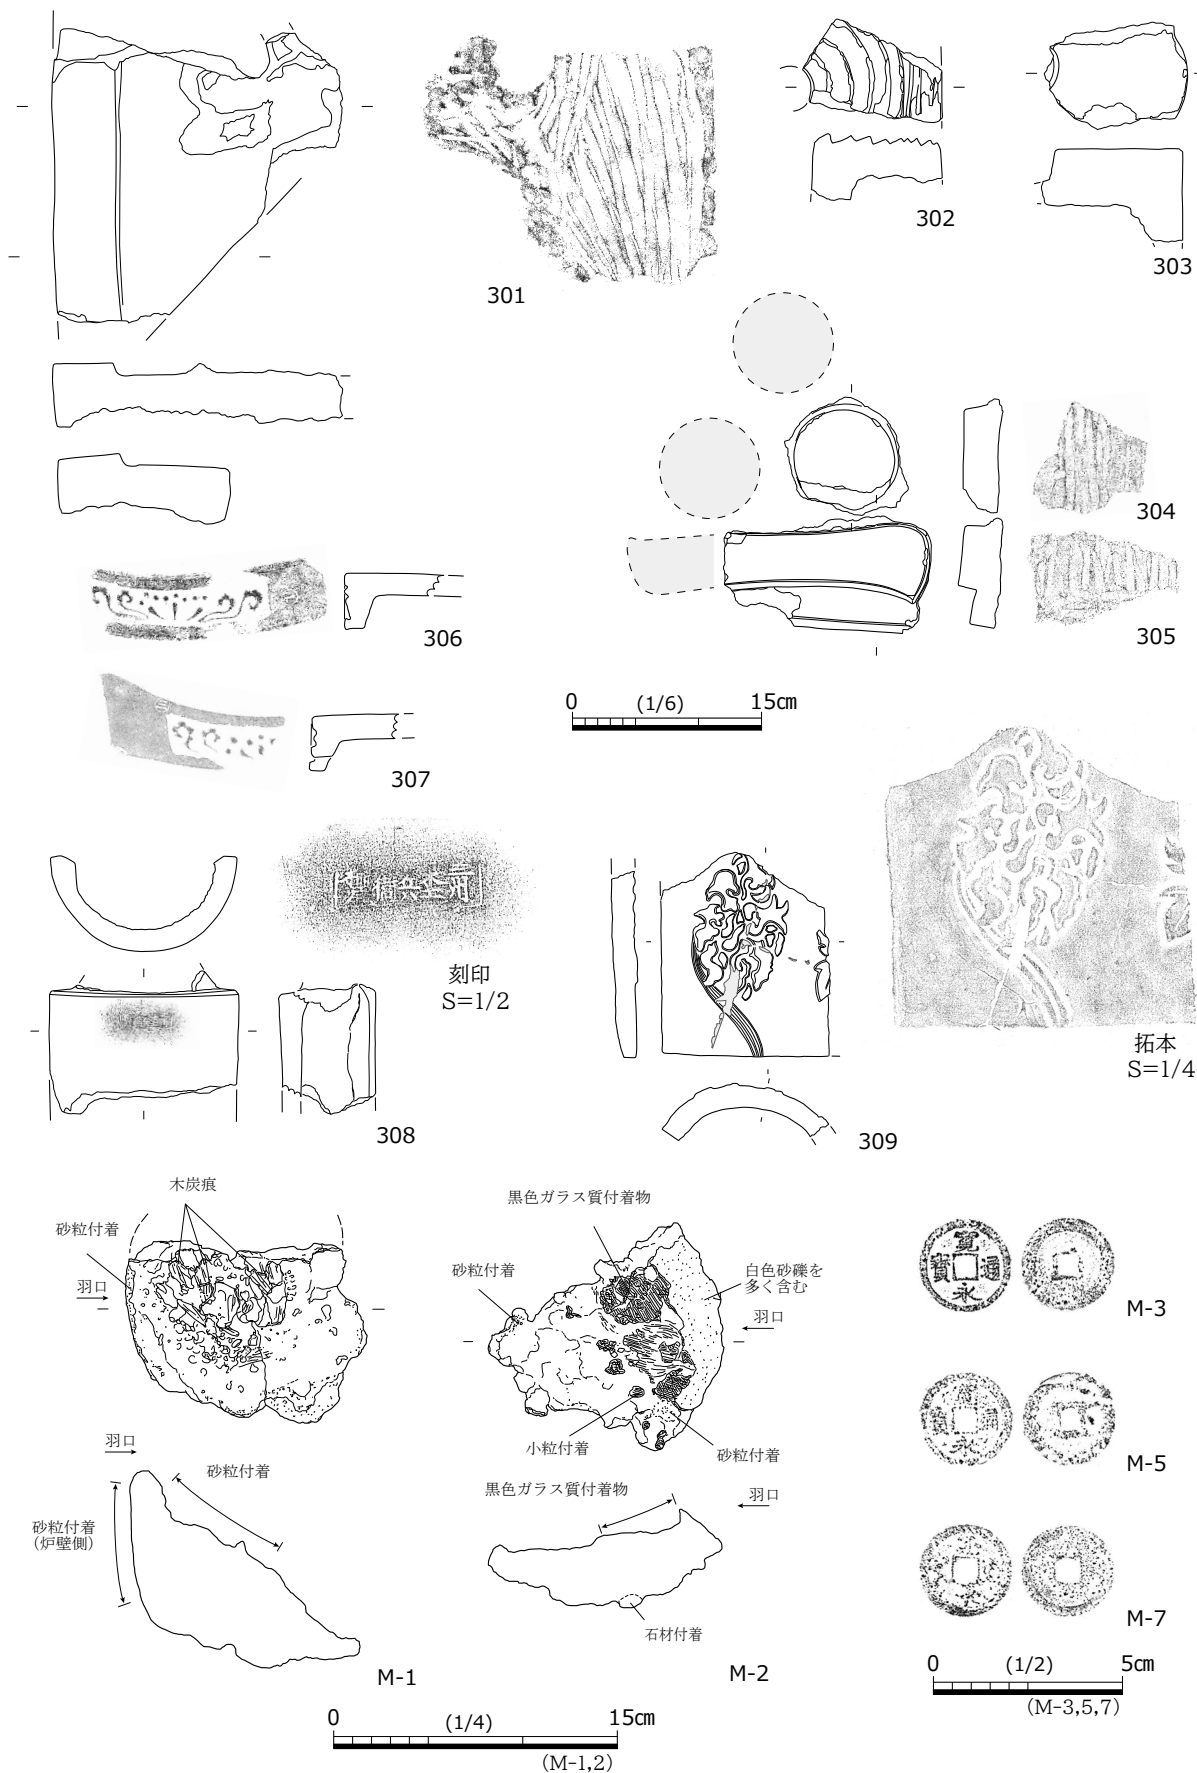 301
302
303
304
305
306
307
0 (1/6) 15㎝
刻印
S=1/2
308
309
拓本
S=1/4
木炭痕
砂粒付着
羽口
羽口
砂粒付着
砂粒付着
(炉壁側)
M-1
黒色ガラス質付着物
砂粒付着
白色砂礫を
多く含む
羽口
小粒付着
砂粒付着
黒色ガラス質付着物
羽口
石材付着
M-2
0 (1/4) 15㎝
(M-1,2)
寛永通寳
M-3
M-5
M-7
0 (1/2) 5㎝
(M-3,5,7)